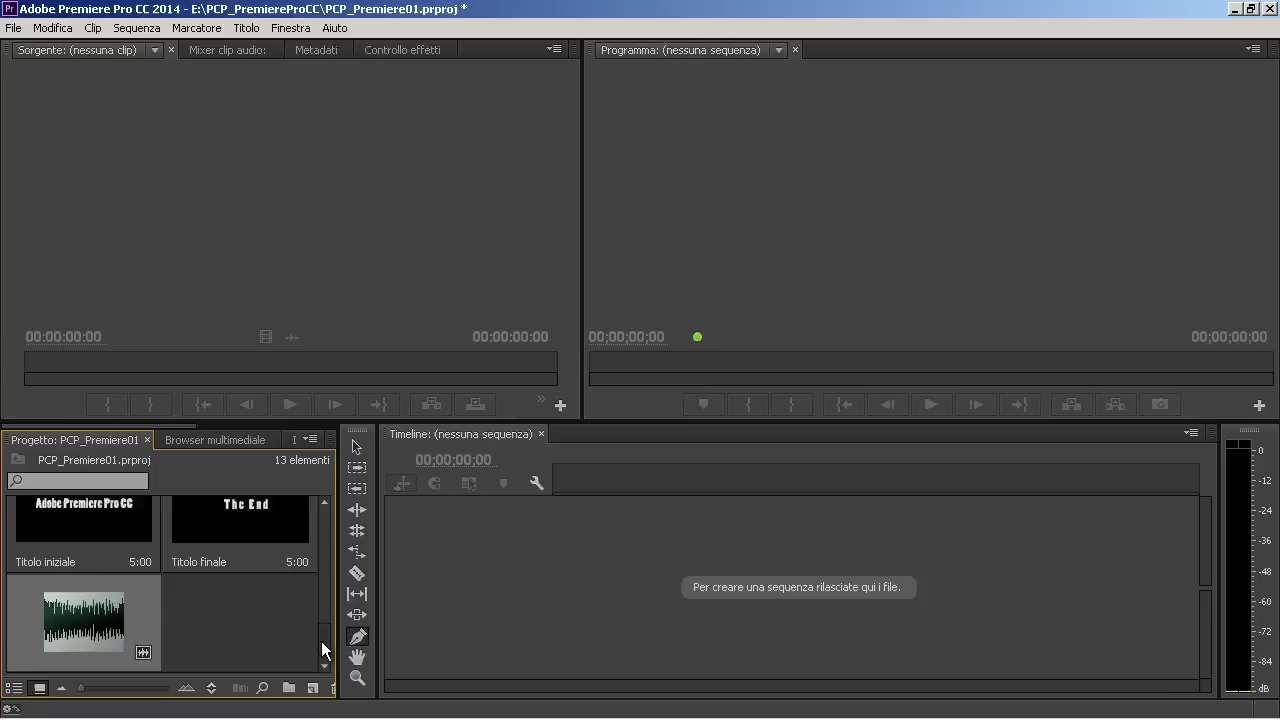 Adobe Premiere Pro CC 2014 - E:\PCP_PremiereProCC\PCP_Premiere01.prproj *
File Modifica Clip Sequenza Marcatore Titolo Finestra Aiuto
Sorgente: (nessuna clip) Mixer clip audio: Metadati Controllo effetti
Programma: (nessuna sequenza)
00:00:00:00 00:00:00:00
00;00;00;00 00;00;00;00
Progetto: PCP_Premiere01 Browser multimediale I
PCP_Premiere01.prproj 13 elementi
Adobe Premiere Pro CC
The End
Titolo iniziale 5:00
Titolo finale 5:00
Timeline: (nessuna sequenza)
00;00;00;00
Per creare una sequenza rilasciate qui i file.
0
-12
-24
-36
-48
-60
-72
-84
dB